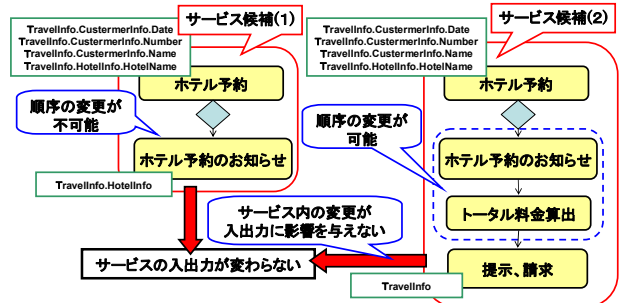 サービス候補(1)
TravelInfo.CustermerInfo.Date
TravelInfo.CustermerInfo.Number
TravelInfo.CustermerInfo.Name
TravelInfo.HotelInfo.HotelName
ホテル予約
順序の変更が
不可能
ホテル予約のお知らせ
TravelInfo.HotelInfo
サービス候補(2)
TravelInfo.CustermerInfo.Date
TravelInfo.CustermerInfo.Number
TravelInfo.CustermerInfo.Name
TravelInfo.HotelInfo.HotelName
ホテル予約
順序の変更が
可能
ホテル予約のお知らせ
トータル料金算出
サービス内の変更が
入出力に影響を与えない
サービスの入出力が変わらない
提示、請求
TravelInfo